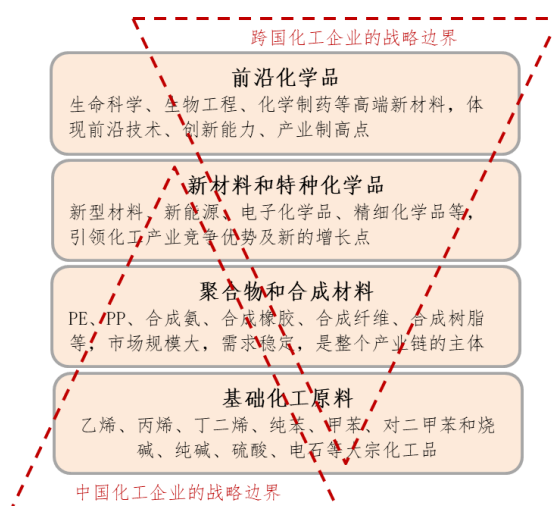 跨国化工企业的战略边界
前沿化学品
生命科学、生物工程、化学制药等高端新材料，体
现前沿技术、创新能力、产业制高点
新材料和特种化学品
新型材料、新能源、电子化学品、精细化学品等，
引领化工产业竞争优势及新的增长点
聚合物和合成材料
PE、PP、合成氨、合成橡胶、合成纤维、合成树脂
等，市场规模大，需求稳定，是整个产业链的主体
基础化工原料
乙烯、丙烯、丁二烯、纯苯、甲苯、对二甲苯和烧
碱、纯碱、硫酸、电石等大宗化工品
中国化工企业的战略边界